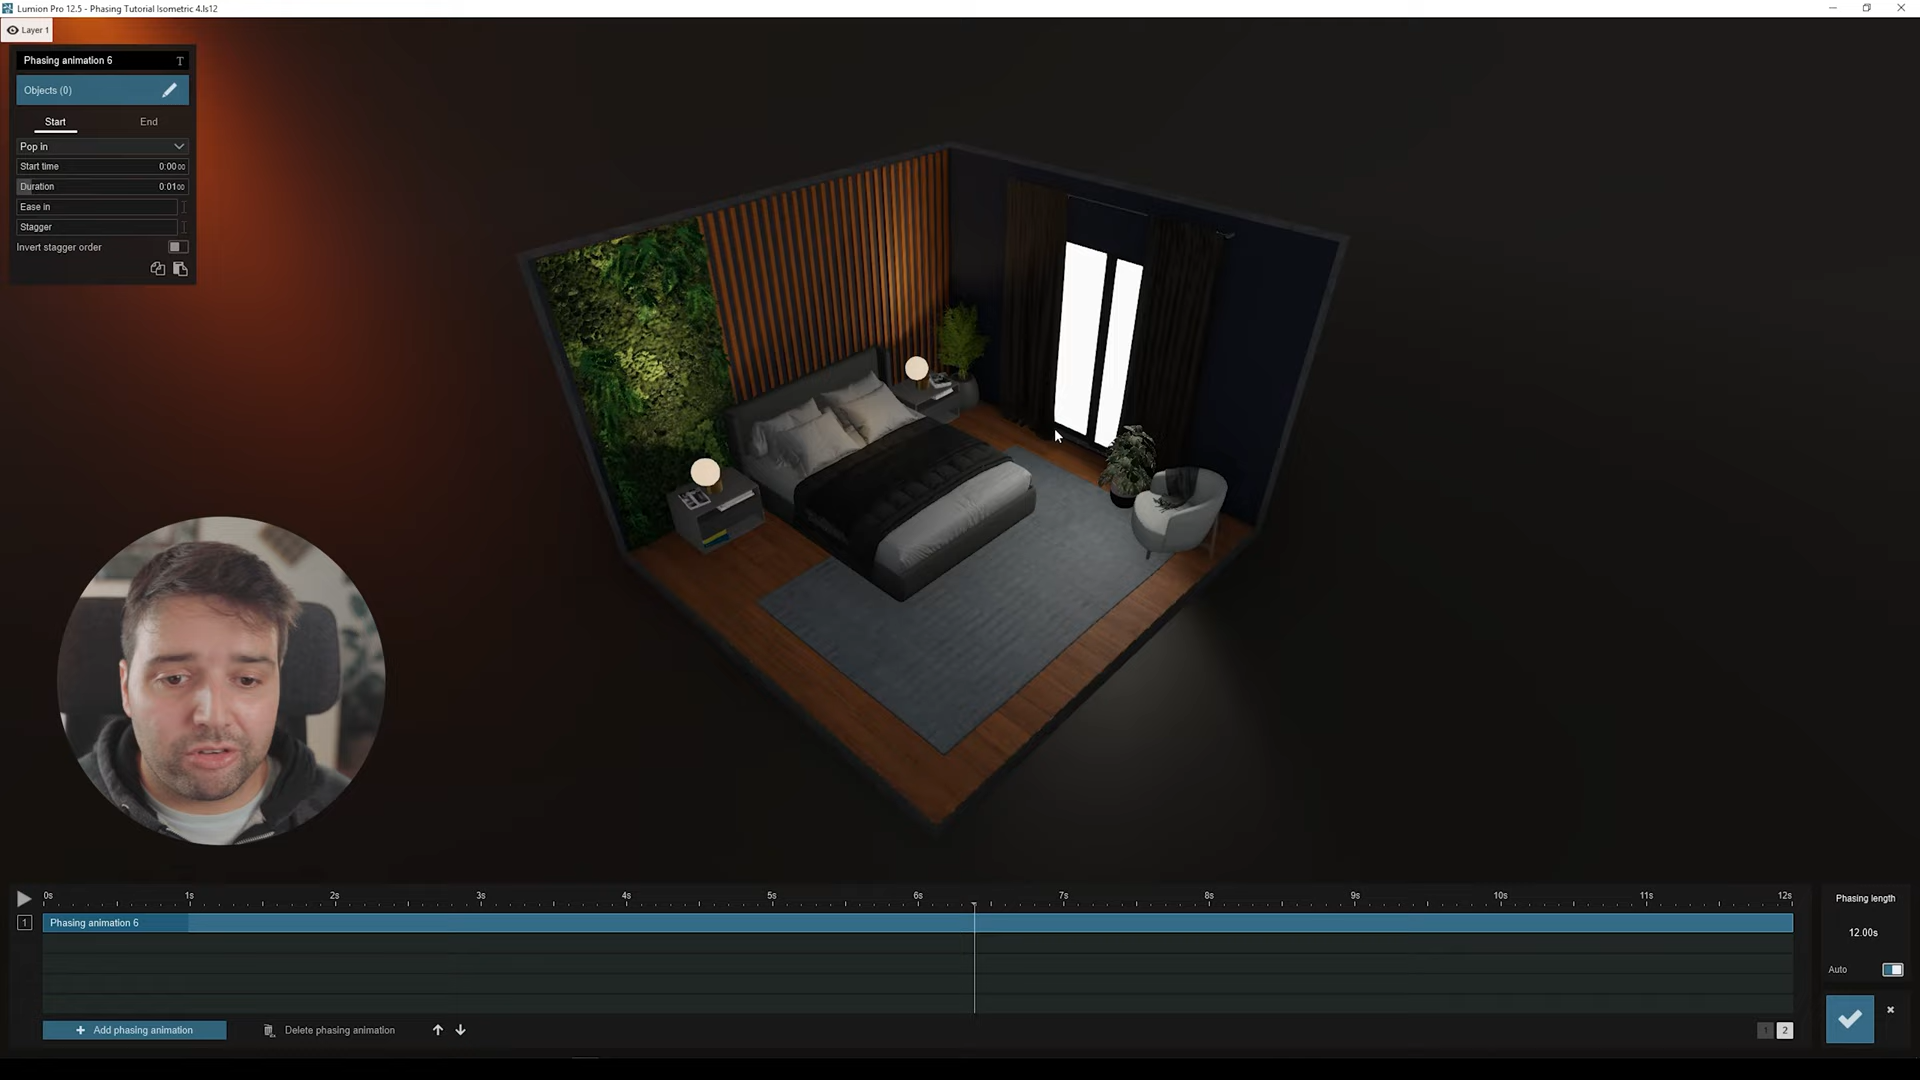 Lumion Pro 12.5 - Phasing Tutorial Isometric 4.ls12
Layer 1
Phasing animation 6
T
Objects (0)
Start End
Pop in
Start time 0:00 00
Duration 0:01 00
Ease in
Stagger
Invert stagger order
0s 1s 2s 3s 4s 5s 6s 7s 8s 9s 10s 11s 12s
Phasing length
1 Phasing animation 6
12.00s
Auto
+ Add phasing animation Delete phasing animation
1 2